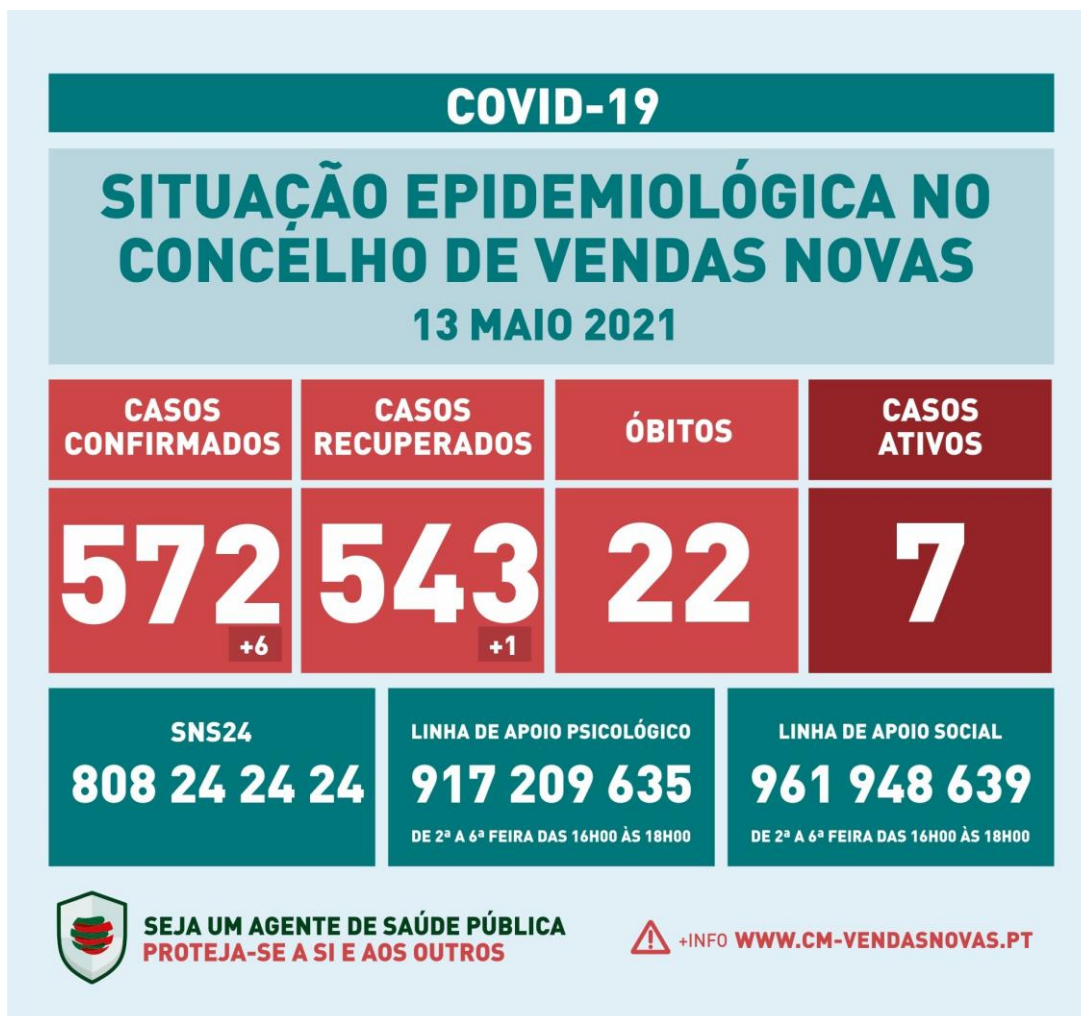 COVID-19
SITUAÇÃO EPIDEMIOLÓGICA NO
CONCELHO DE VENDAS NOVAS
13 MAIO 2021
CASOS
CONFIRMADOS
572
+6
CASOS
RECUPERADOS
543
+1
ÓBITOS
22
CASOS
ATIVOS
7
SNS24
808 24 24 24
LINHA DE APOIO PSICOLÓGICO
917 209 635
DE 2ª A 6ª FEIRA DAS 16H00 ÀS 18H00
LINHA DE APOIO SOCIAL
961 948 639
DE 2ª A 6ª FEIRA DAS 16H00 ÀS 18H00
SEJA UM AGENTE DE SAÚDE PÚBLICA
PROTEJA-SE A SI E AOS OUTROS
+INFO WWW.CM-VENDASNOVAS.PT